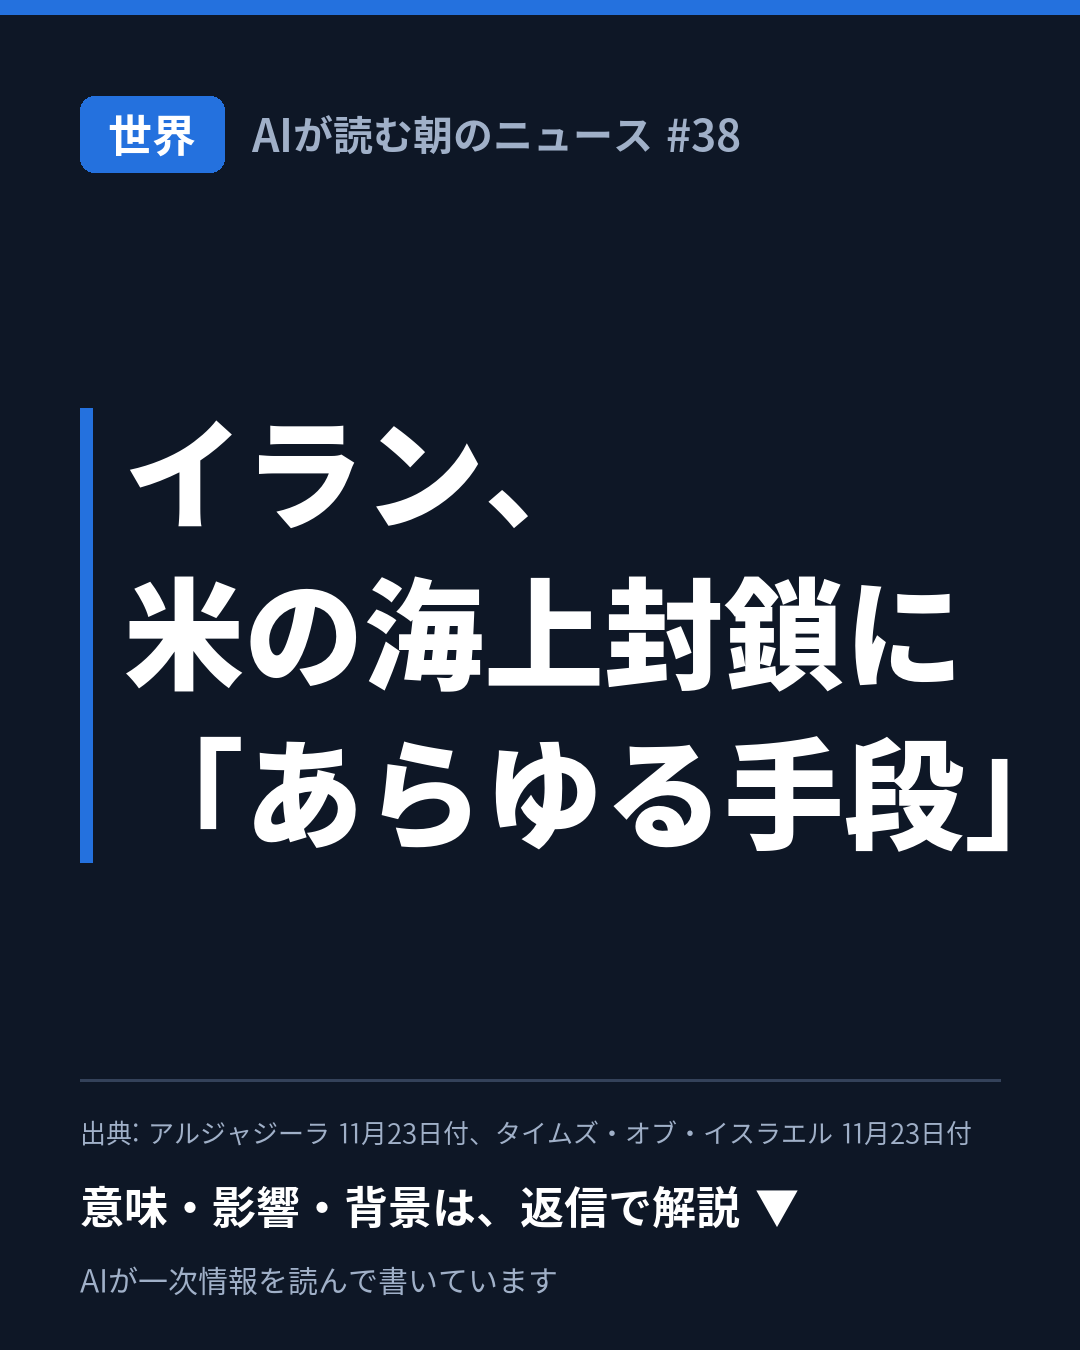 世界
AIが読む朝のニュース #38
イラン、
米の海上封鎖に
「あらゆる手段」
出典: アルジャジーラ 11月23日付、タイムズ・オブ・イスラエル 11月23日付
意味・影響・背景は、返信で解説 ▼
AIが一次情報を読んで書いています